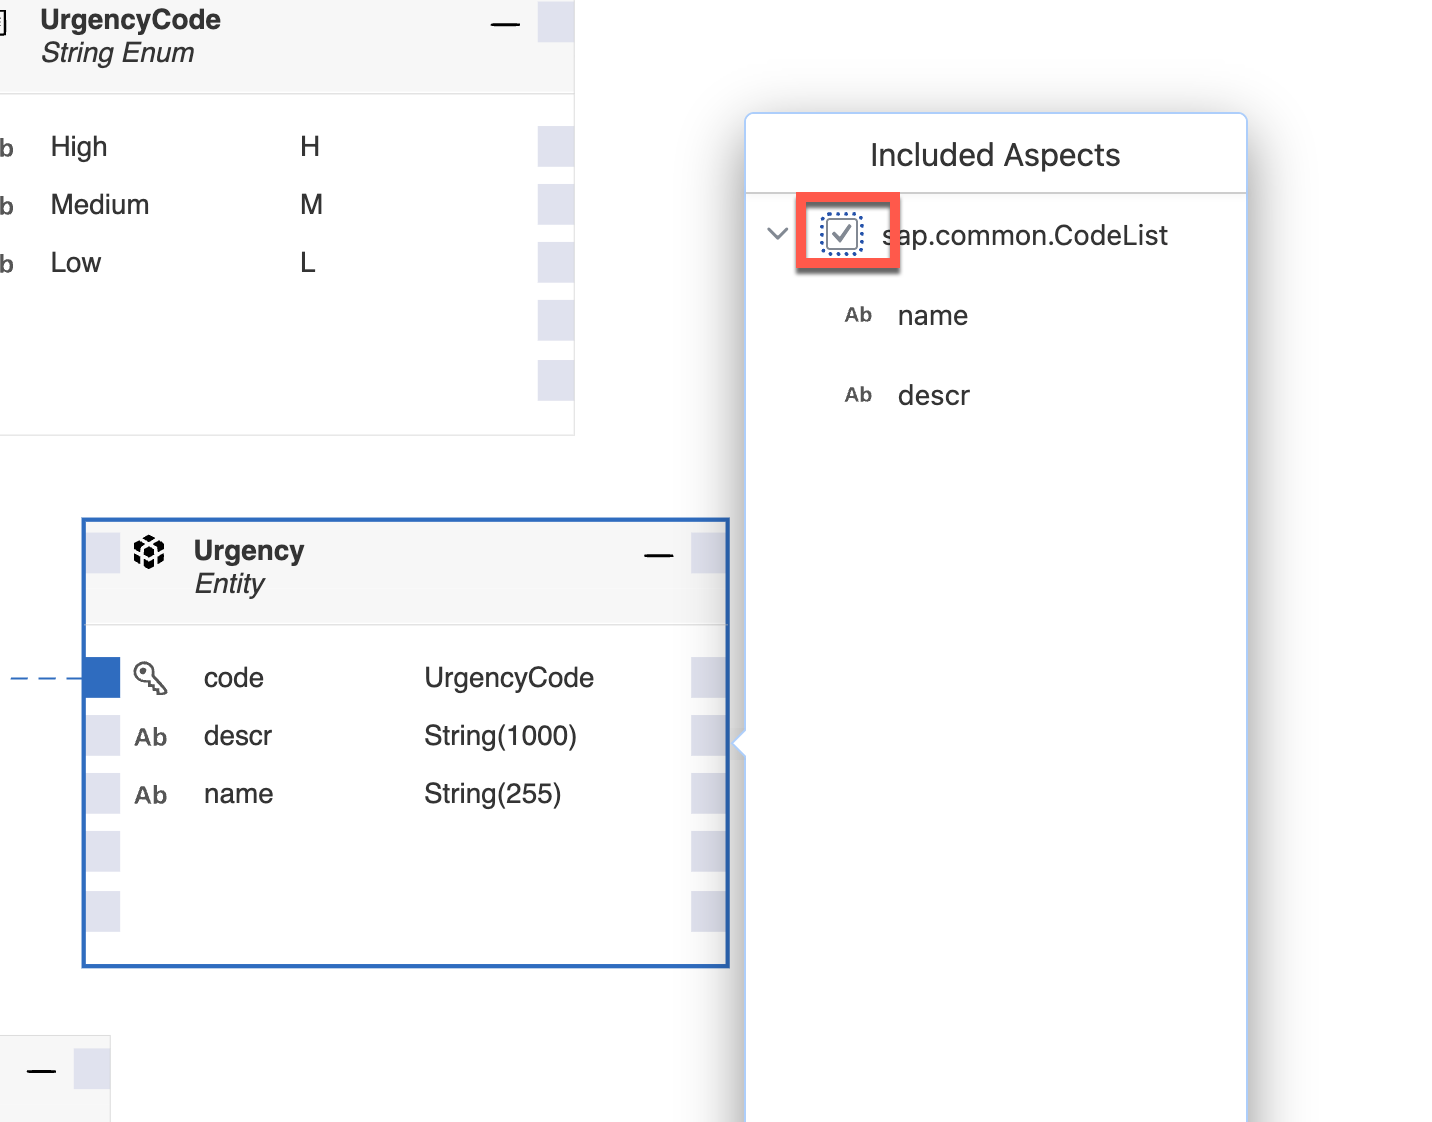 UrgencyCode
String Enum
b High H
b Medium M
b Low L
Included Aspects
sap.common.CodeList
Ab name
Ab descr
Urgency
Entity
code UrgencyCode
Ab descr String(1000)
Ab name String(255)